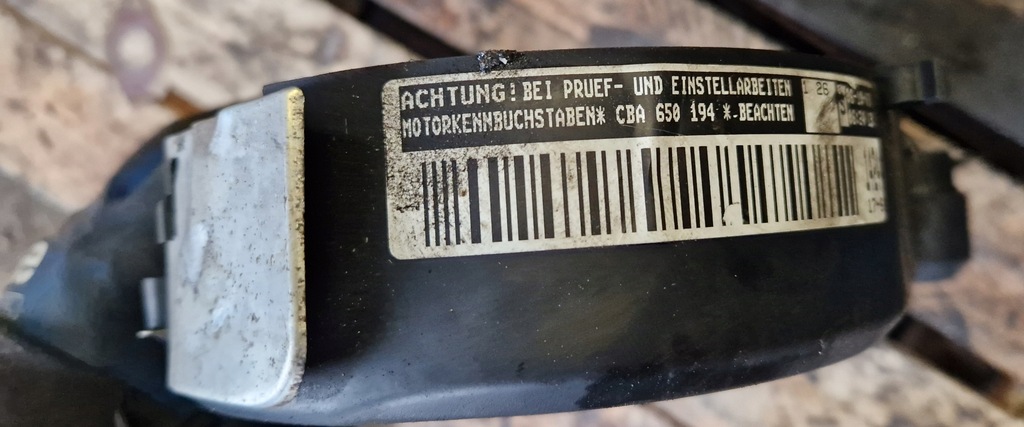 ACHTUNG! BEI PRUEF- UND EINSTELLARBEITEN
MOTORKENNBUCHSTABEN* CBA 650 194 *-BEACHTEN